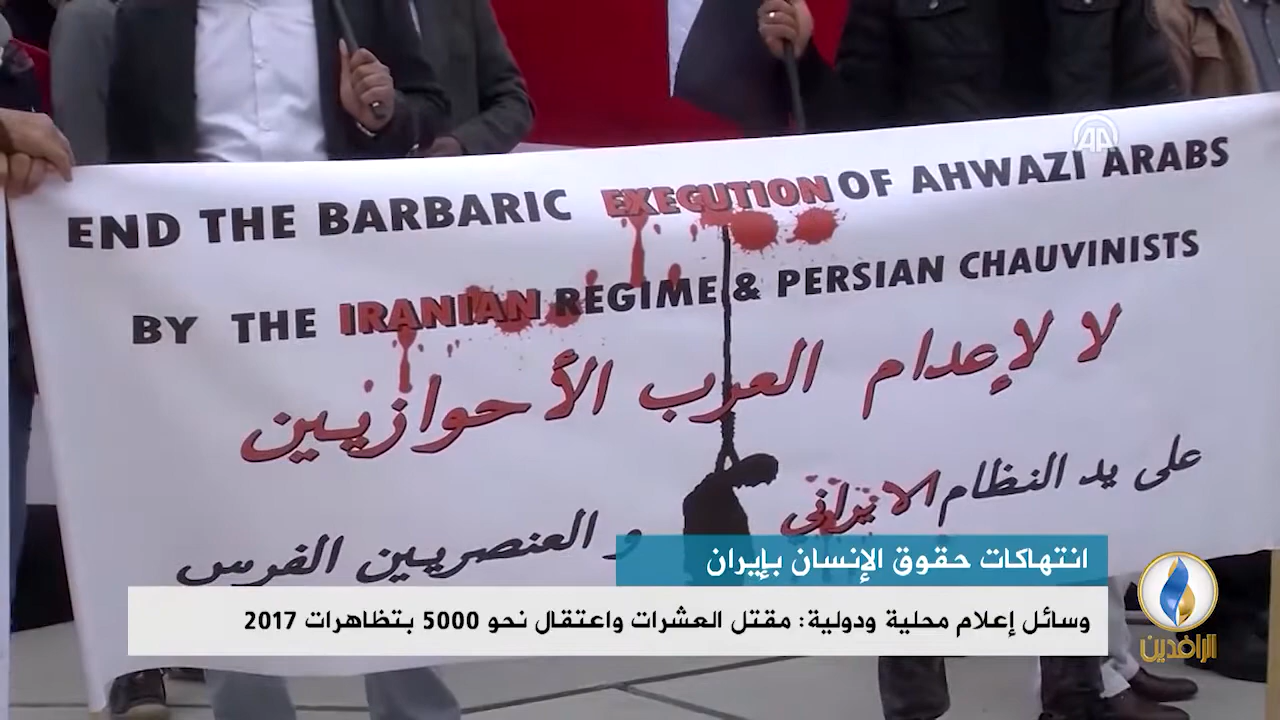 AA
END THE BARBARIC EXECUTION OF AHWAZI ARABS
BY THE IRANIAN REGIME & PERSIAN CHAUVINISTS
لا لإعدام العرب الأحوازيين
على يد النظام الايراني و العنصريين الفرس
انتهاكات حقوق الإنسان بإيران
وسائل إعلام محلية ودولية: مقتل العشرات واعتقال نحو 5000 بتظاهرات 2017
الرافدين